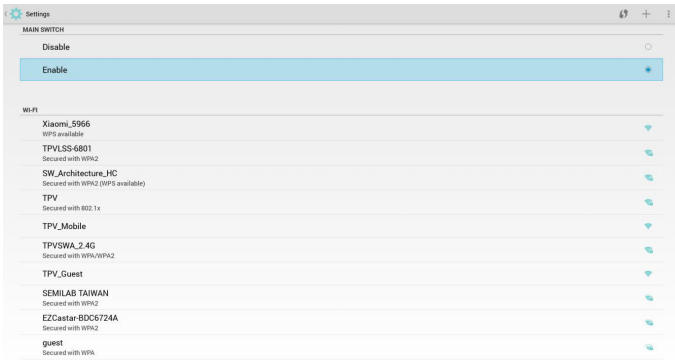 Settings
MAIN SWITCH
Disable
Enable
WI-FI
Xiaomi_5966
WPS available
TPVLSS-6801
Secured with WPA2
SW_Architecture_HC
Secured with WPA2 (WPS available)
TPV
Secured with 802.1x
TPV_Mobile
TPVSWA_2.4G
Secured with WPA/WPA2
TPV_Guest
SEMILAB TAIWAN
Secured with WPA2
EZCastar-BDC6724A
Secured with WPA2
guest
Secured with WPA